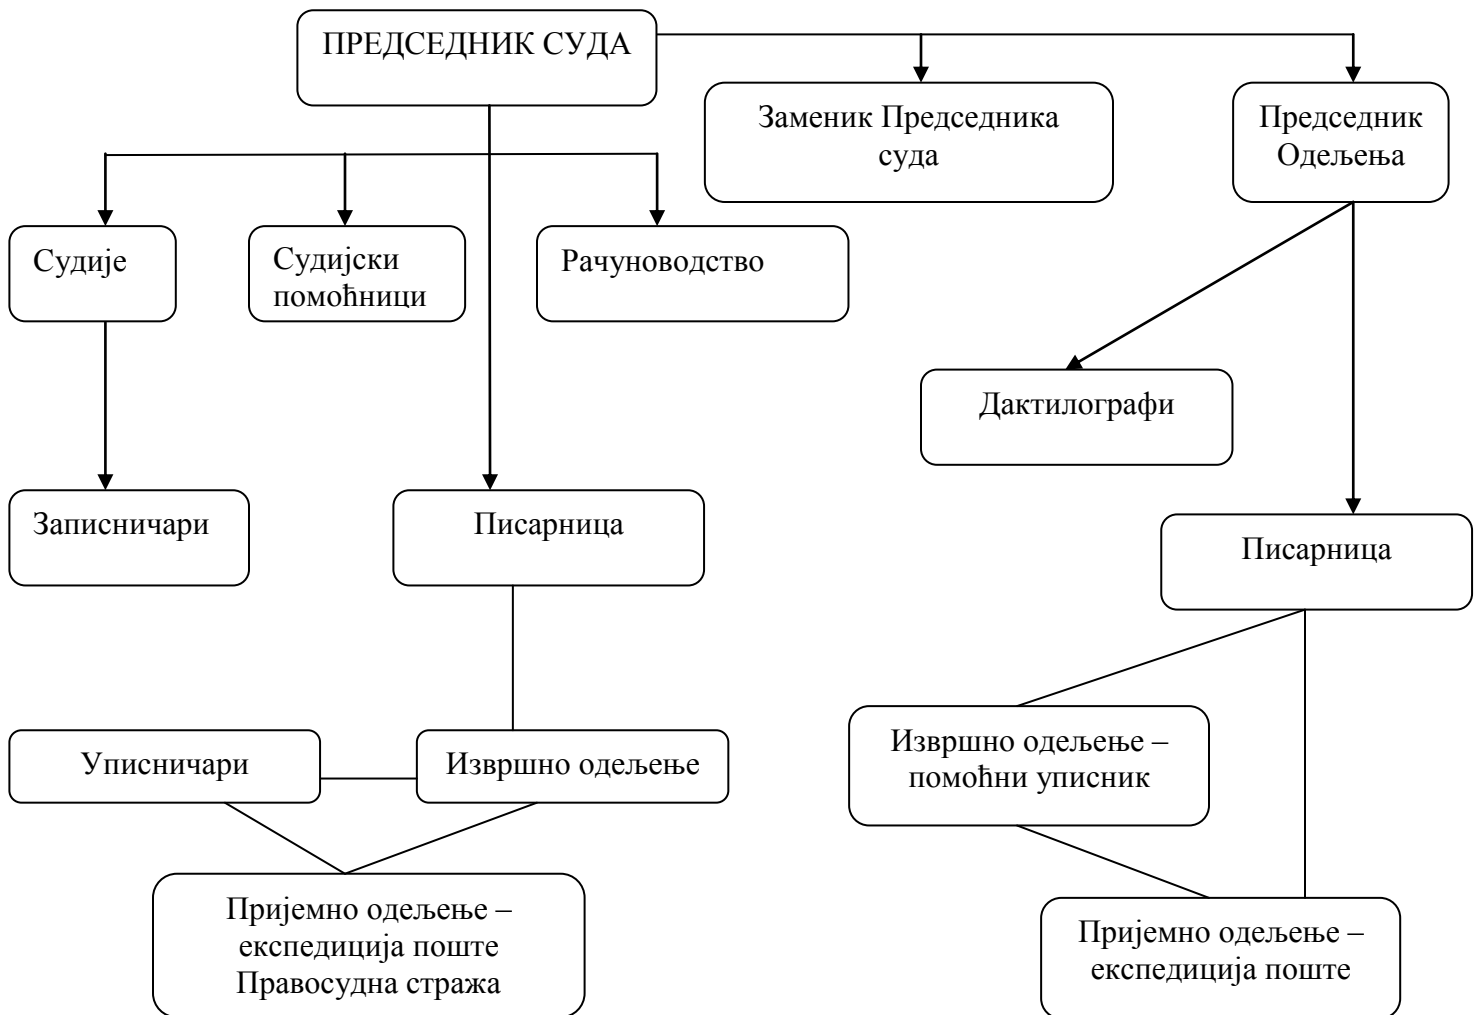 ПРЕДСЕДНИК СУДА
Заменик Председника
суда
Председник
Одељења
Судије
Судијски
помоћници
Рачуноводство
Дактилографи
Записничари
Писарница
Писарница
Уписничари
Извршно одељење
Извршно одељење –
помоћни уписник
Пријемно одељење –
експедиција поште
Правосудна стража
Пријемно одељење –
експедиција поште